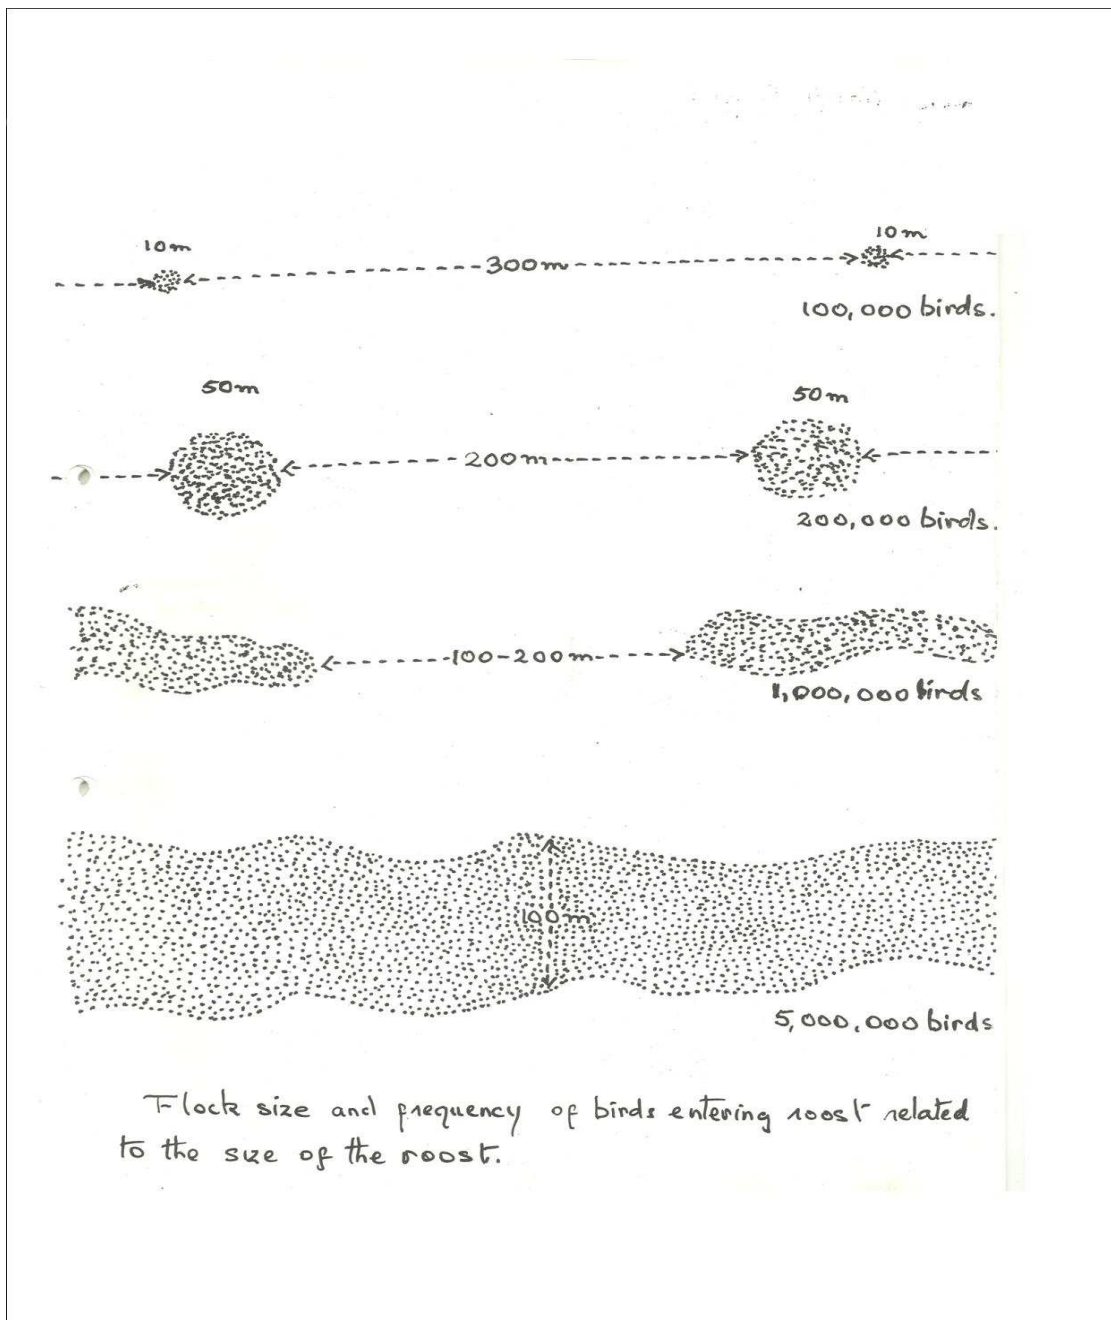 10m 10m
300m
100,000 birds.
50m 50m
200m
200,000 birds.
100-200m
1,000,000 birds
100m
5,000,000 birds
Flock size and frequency of birds entering roost related
to the size of the roost.